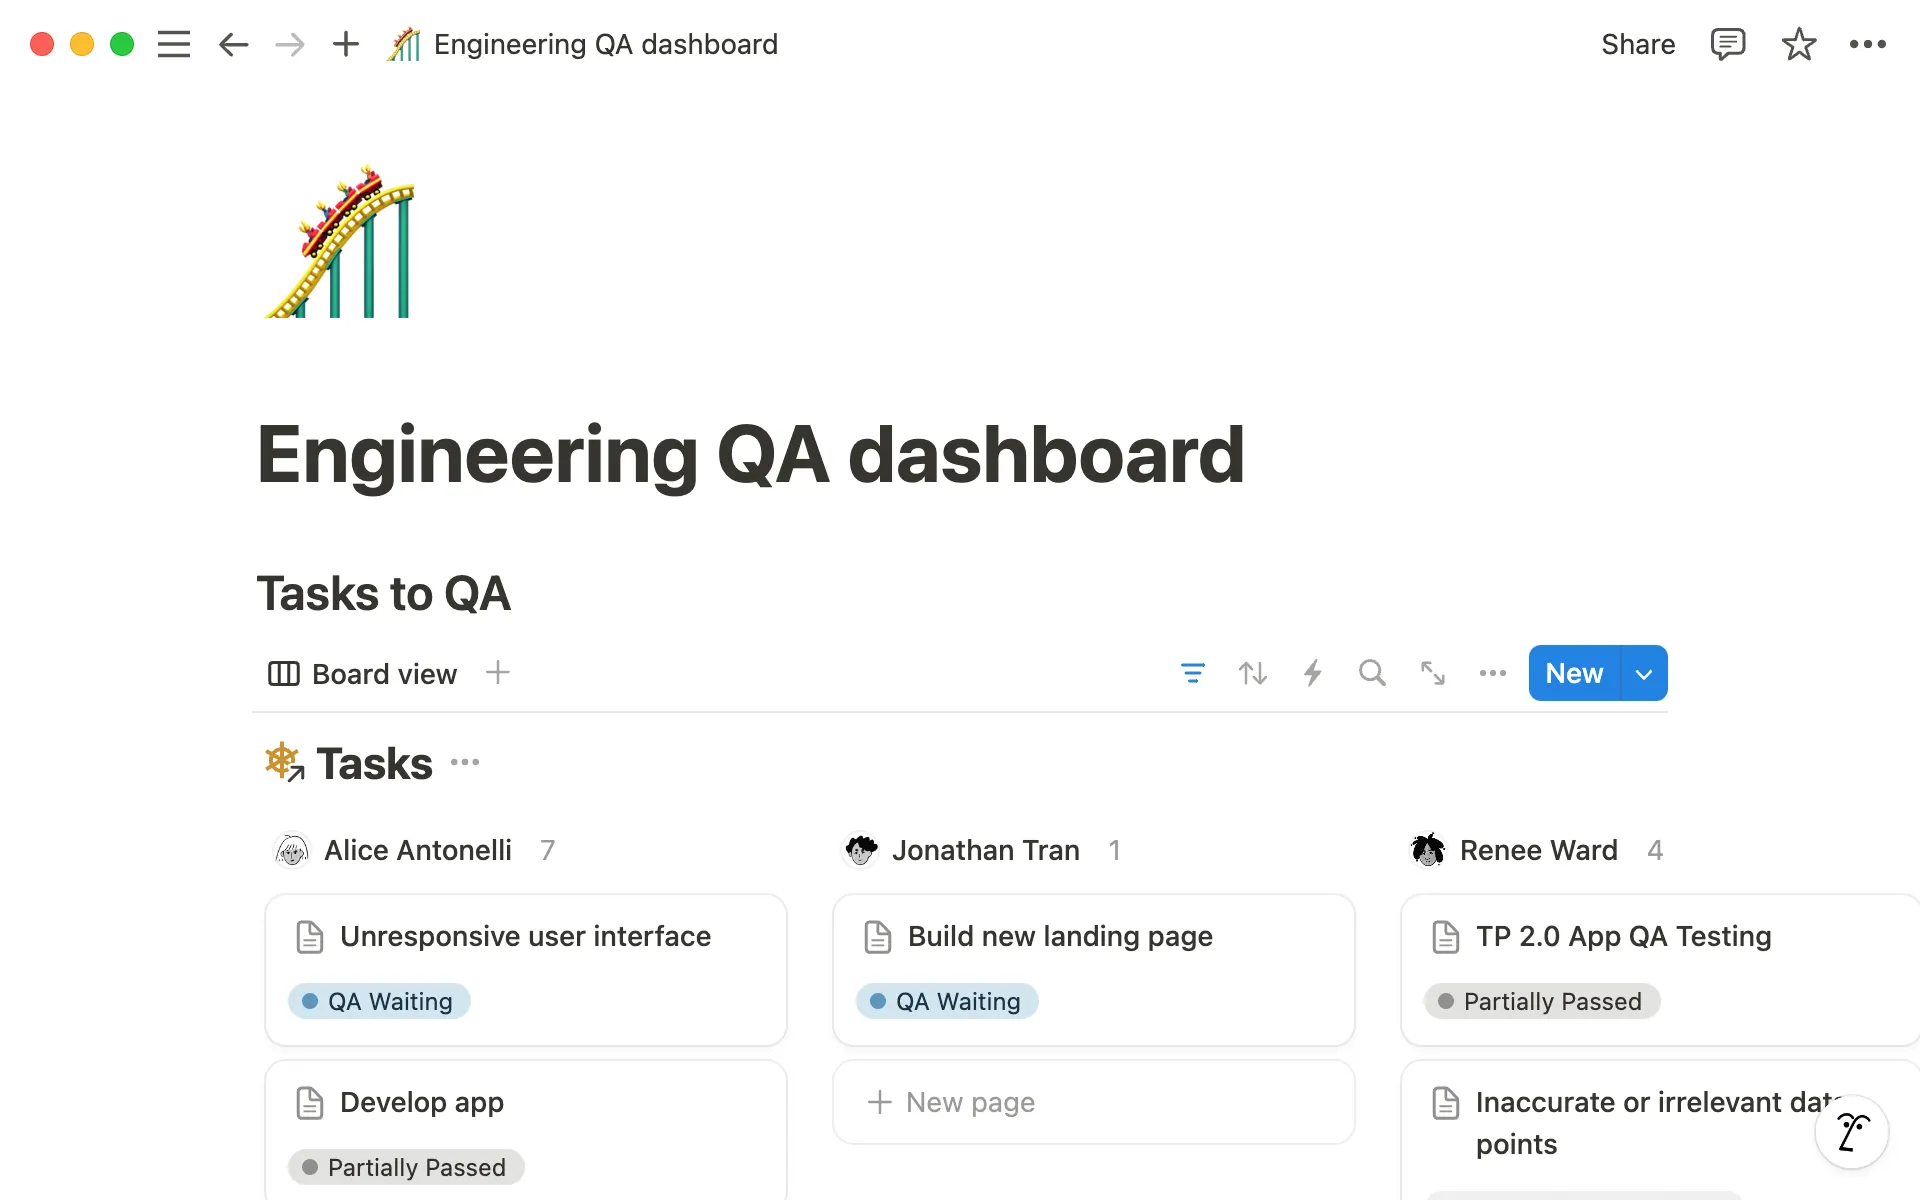 Engineering QA dashboard
Share
Engineering QA dashboard
Tasks to QA
Board view
New
Tasks
Alice Antonelli 7
Jonathan Tran 1
Renee Ward 4
Unresponsive user interface
QA Waiting
Build new landing page
QA Waiting
TP 2.0 App QA Testing
Partially Passed
Develop app
Partially Passed
New page
Inaccurate or irrelevant data
points